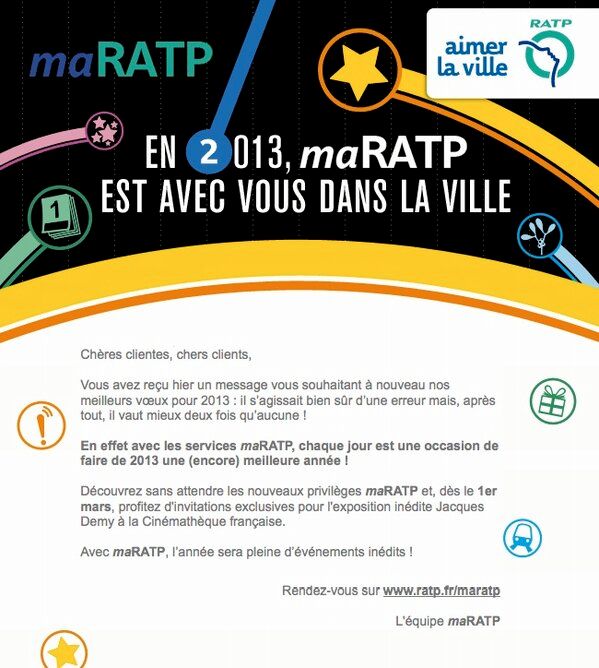 maRATP
RATP
aimer
la ville
EN 2013, maRATP
EST AVEC VOUS DANS LA VILLE
1
Chères clientes, chers clients,
Vous avez reçu hier un message vous souhaitant à nouveau nos
meilleurs vœux pour 2013 : il s'agissait bien sûr d'une erreur mais, après
tout, il vaut mieux deux fois qu'aucune !
En effet avec les services maRATP, chaque jour est une occasion de
faire de 2013 une (encore) meilleure année !
Découvrez sans attendre les nouveaux privilèges maRATP et, dès le 1er
mars, profitez d'invitations exclusives pour l'exposition inédite Jacques
Demy à la Cinémathèque française.
Avec maRATP, l'année sera pleine d'événements inédits !
Rendez-vous sur www.ratp.fr/maratp
L'équipe maRATP